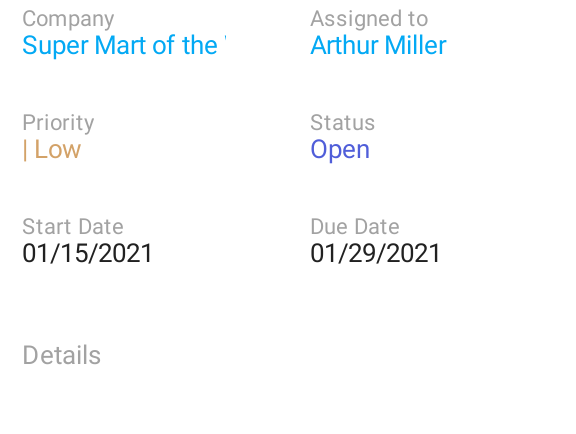 Company
Super Mart of the
Assigned to
Arthur Miller
Priority
| Low
Status
Open
Start Date
01/15/2021
Due Date
01/29/2021
Details